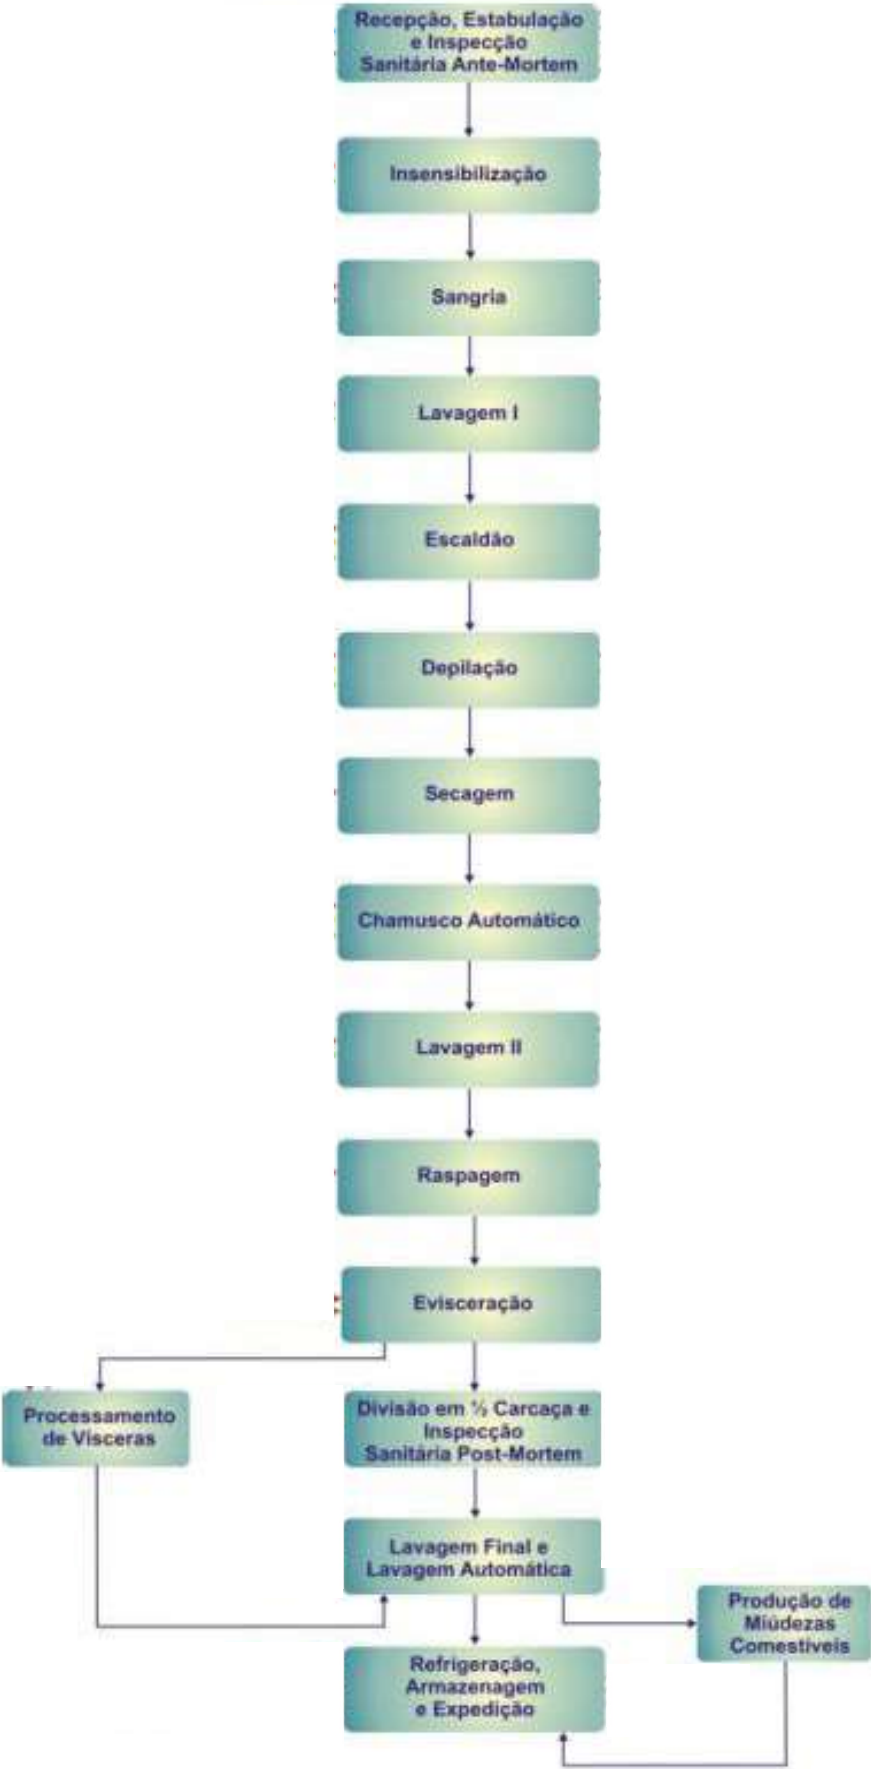 Recepção, Estabulação
e Inspecção
Sanitária Ante-Mortem
Insensibilização
Sangria
Lavagem I
Escaldão
Depilação
Secagem
Chamusco Automático
Lavagem II
Raspagem
Evisceração
Processamento
de Visceras
Divisão em ½ Carcaça e
Inspecção
Sanitária Post-Mortem
Lavagem Final e
Lavagem Automática
Produção de
Miúdezas
Comestíveis
Refrigeração,
Armazenagem
e Expedição